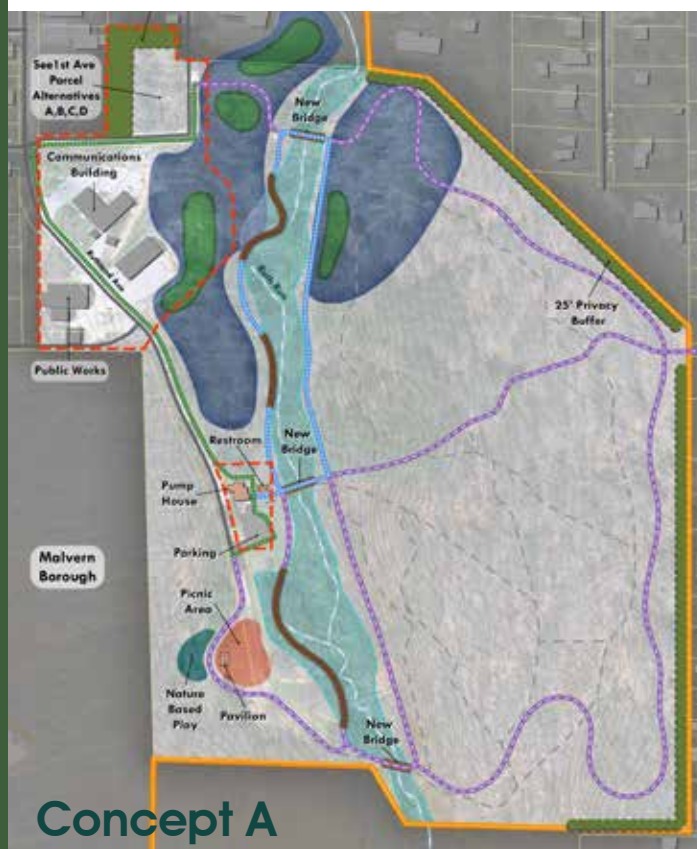 See 1st Ave
Parcel
Alternatives
A,B,C,D
New
Bridge
Communications
Building
25' Privacy
Buffer
Public Works
Restroom
New
Bridge
Pump
House
Parking
Malvern
Borough
Picnic
Area
Nature
Based
Play
Pavilion
New
Bridge
Concept A